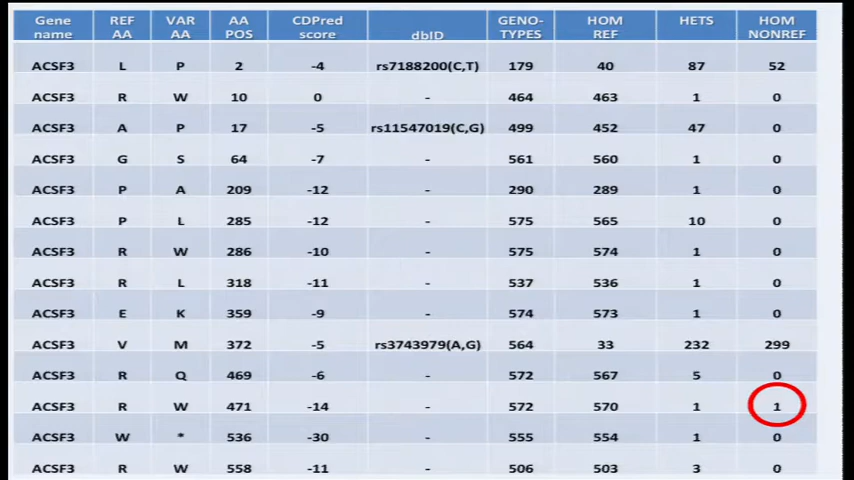 Gene name REF AA VAR AA AA POS CDPred score dbID GENO-TYPES HOM REF HETS HOM NONREF
ACSF3 L P 2 -4 rs7188200(C,T) 179 40 87 52
ACSF3 R W 10 0 - 464 463 1 0
ACSF3 A P 17 -5 rs11547019(C,G) 499 452 47 0
ACSF3 G S 64 -7 - 561 560 1 0
ACSF3 P A 209 -12 - 290 289 1 0
ACSF3 P L 285 -12 - 575 565 10 0
ACSF3 R W 286 -10 - 575 574 1 0
ACSF3 R L 318 -11 - 537 536 1 0
ACSF3 E K 359 -9 - 574 573 1 0
ACSF3 V M 372 -5 rs3743979(A,G) 564 33 232 299
ACSF3 R Q 469 -6 - 572 567 5 0
ACSF3 R W 471 -14 - 572 570 1 1
ACSF3 W * 536 -30 - 555 554 1 0
ACSF3 R W 558 -11 - 506 503 3 0